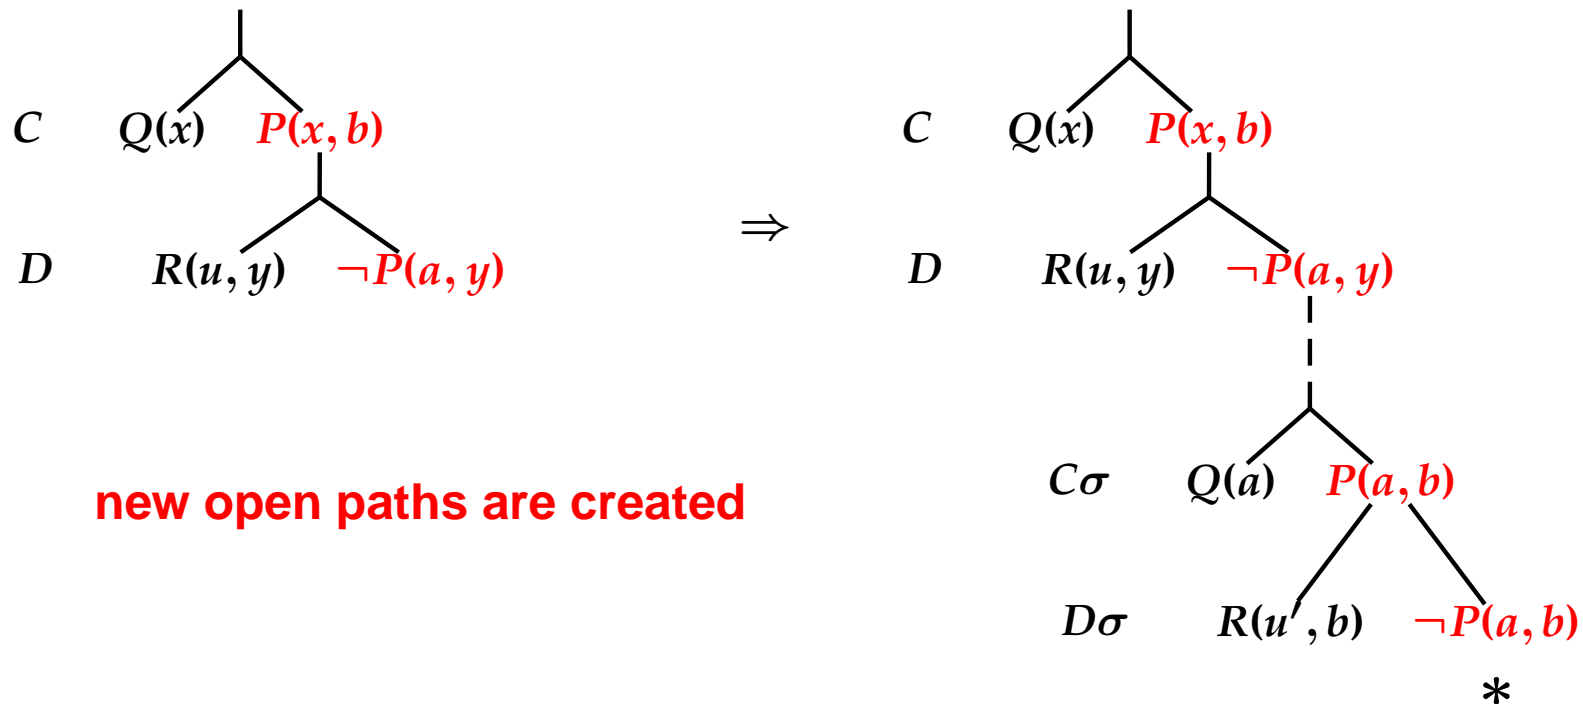 C Q(x) P(x, b) C Q(x) P(x, b)
⇒
D R(u, y) ¬P(a, y) D R(u, y) ¬P(a, y)
new open paths are created Cσ Q(a) P(a, b)
Dσ R(u′, b) ¬P(a, b)
*